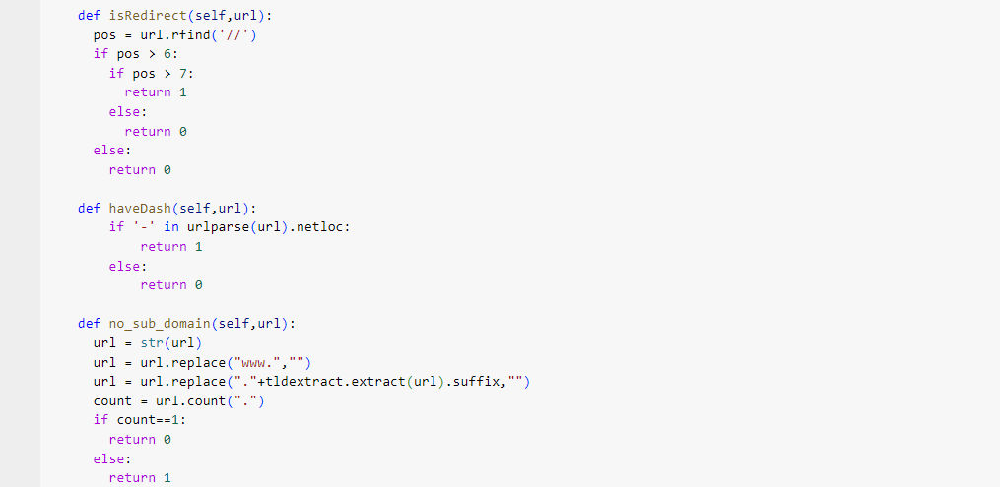 def isRedirect(self,url):
  pos = url.rfind('//')
  if pos > 6:
    if pos > 7:
      return 1
    else:
      return 0
  else:
    return 0

def haveDash(self,url):
    if '-' in urlparse(url).netloc:
        return 1
    else:
        return 0

def no_sub_domain(self,url):
  url = str(url)
  url = url.replace("www.","")
  url = url.replace("."+tldextract.extract(url).suffix,"")
  count = url.count(".")
  if count==1:
    return 0
  else:
    return 1